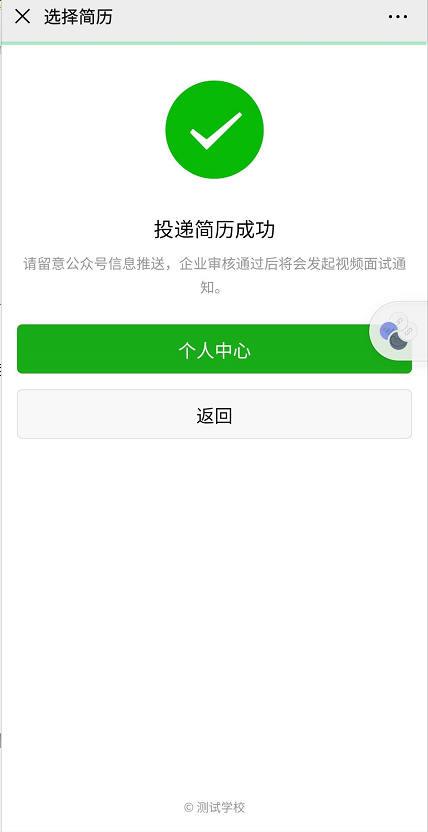 选择简历
投递简历成功
请留意公众号信息推送，企业审核通过后将会发起视频面试通
知。
个人中心
返回
© 测试学校